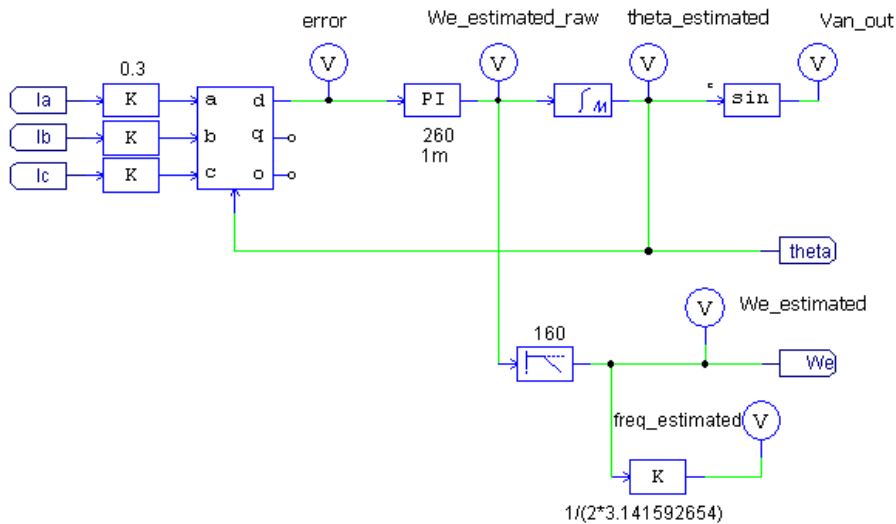 error
We_estimated_raw
theta_estimated
Van_out
V
V
V
V
0.3
Ia
K
a
d
PI
∫M
c
sin
Ib
K
b
q
260
1m
Ic
K
c
o
theta
V
We_estimated
160
We
freq_estimated
V
K
1/(2*3.141592654)